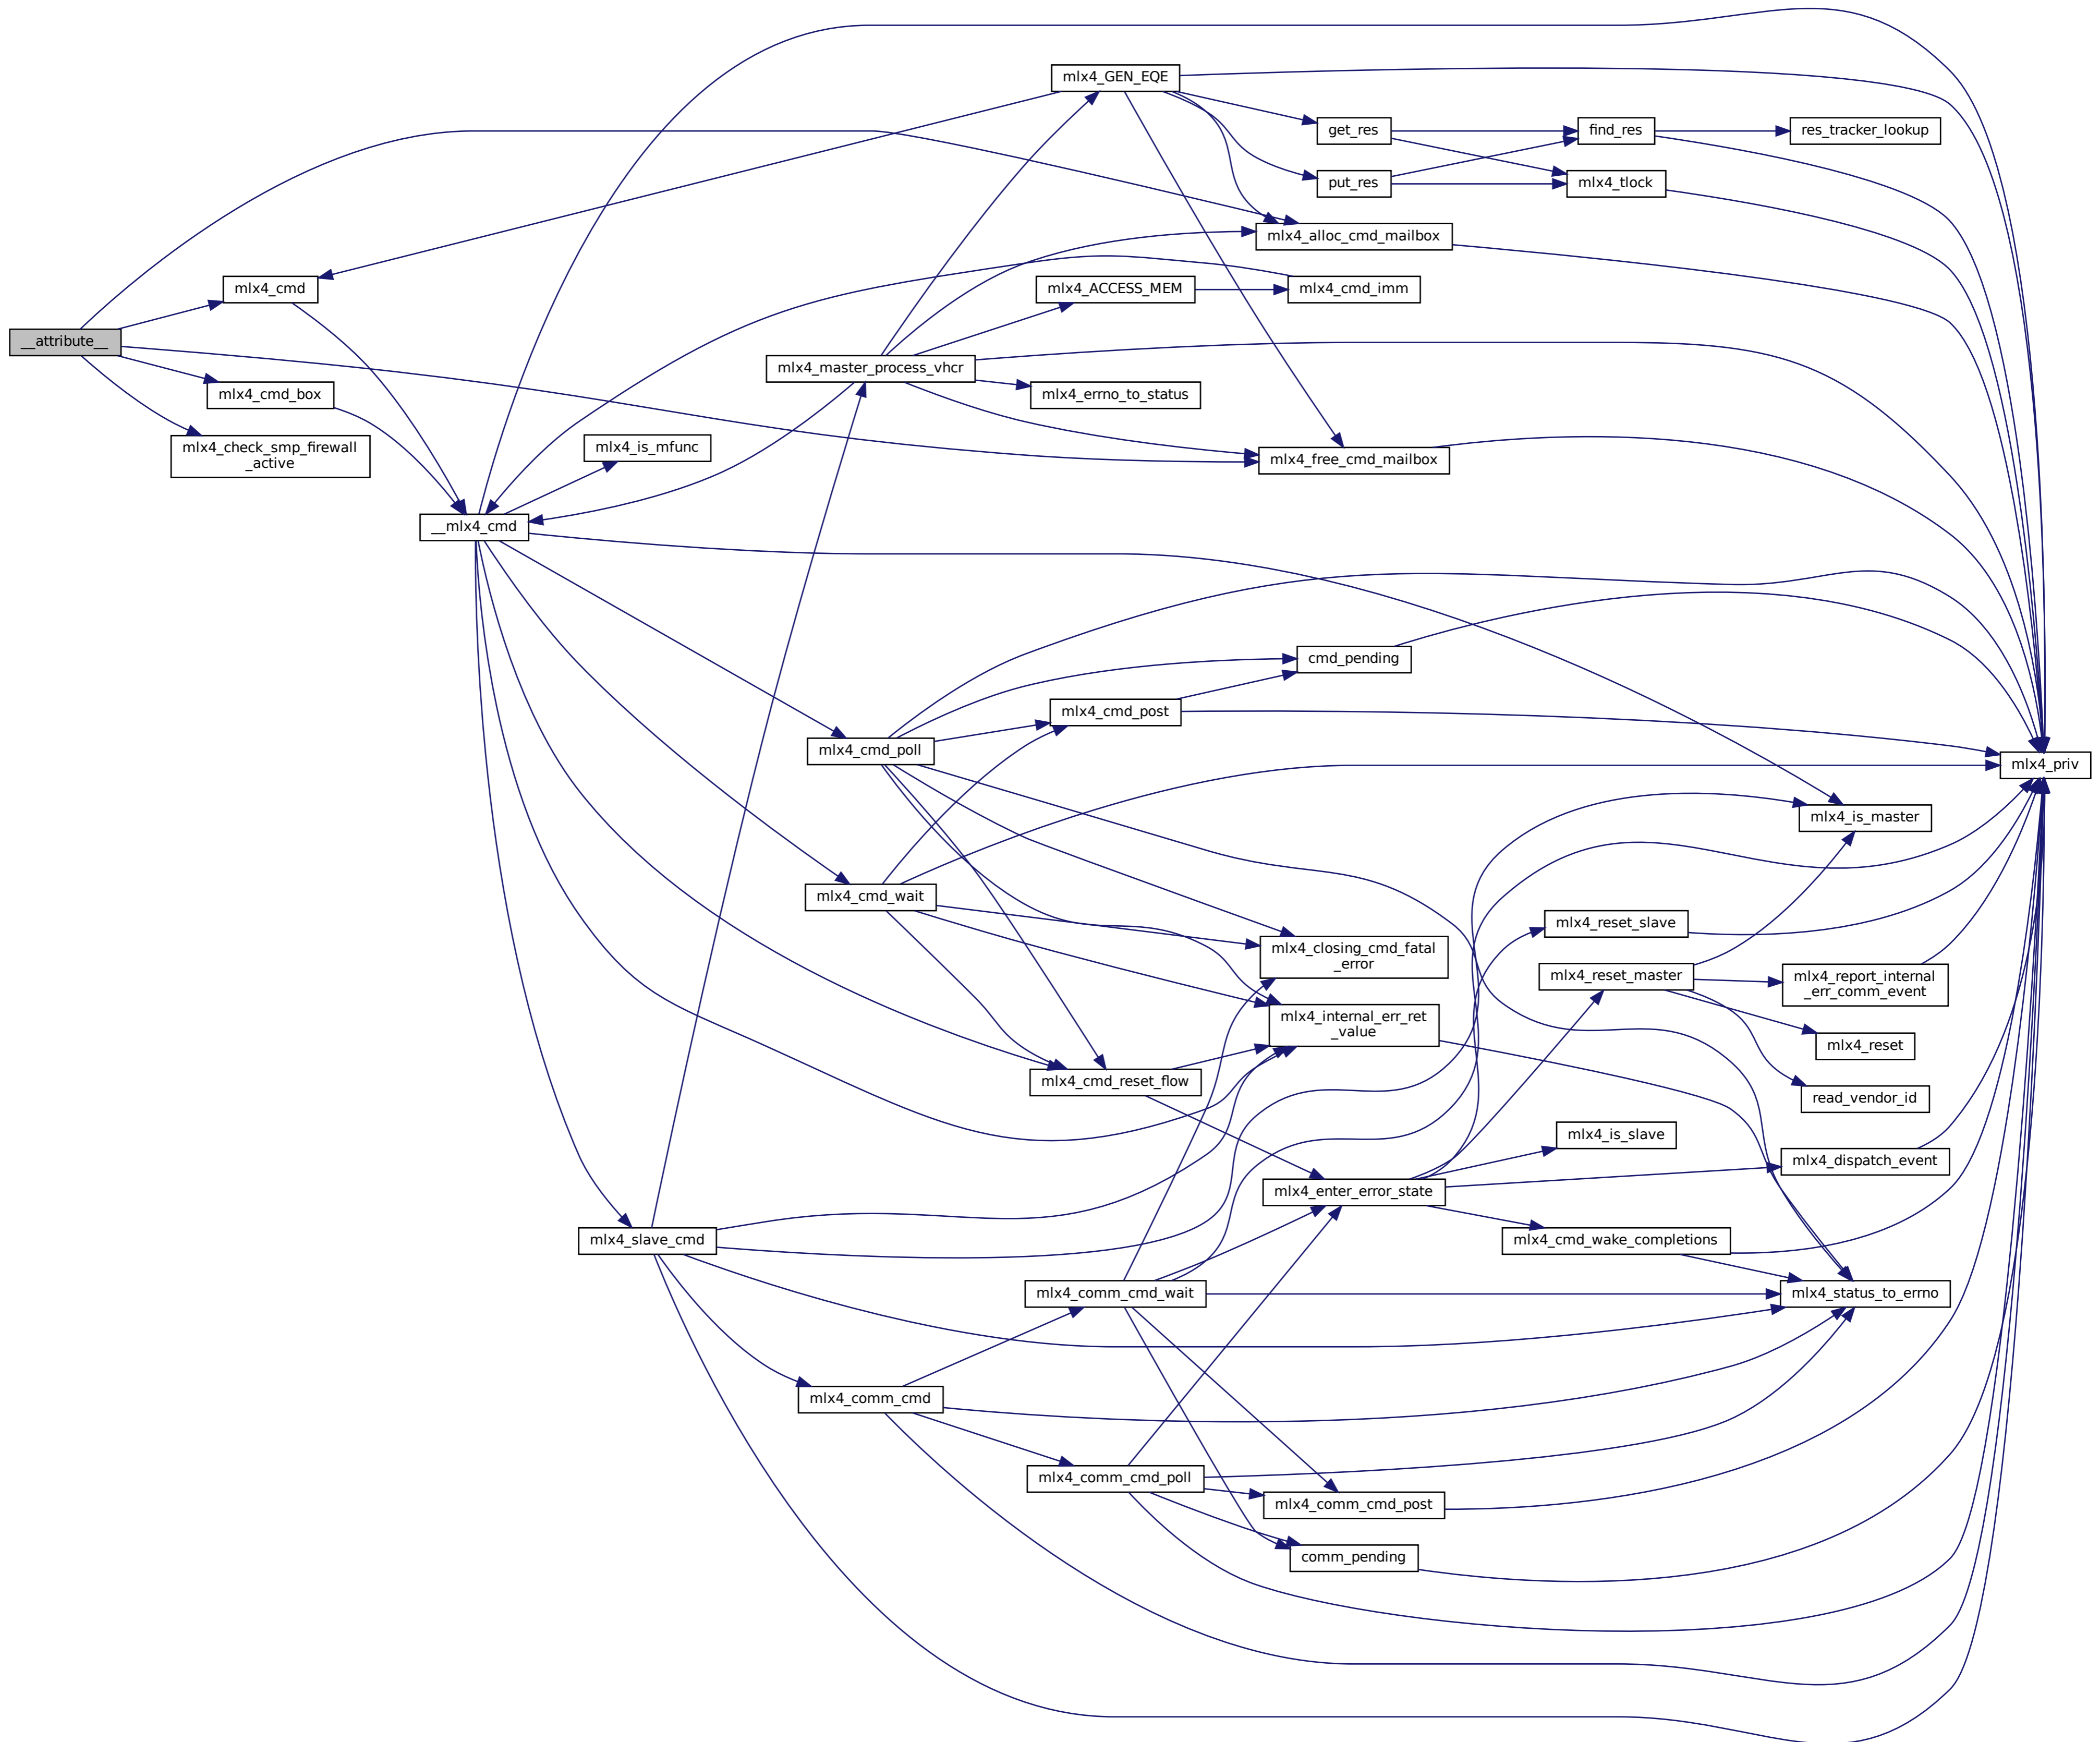 mlx4_GEN_EQE
get_res
find_res
res_tracker_lookup
put_res
mlx4_tlock
mlx4_alloc_cmd_mailbox
mlx4_cmd
mlx4_ACCESS_MEM
mlx4_cmd_imm
__attribute__
mlx4_master_process_vhcr
mlx4_cmd_box
mlx4_errno_to_status
mlx4_check_smp_firewall
_active
mlx4_is_mfunc
mlx4_free_cmd_mailbox
__mlx4_cmd
cmd_pending
mlx4_cmd_post
mlx4_cmd_poll
mlx4_priv
mlx4_is_master
mlx4_cmd_wait
mlx4_reset_slave
mlx4_closing_cmd_fatal
_error
mlx4_reset_master
mlx4_report_internal
_err_comm_event
mlx4_internal_err_ret
_value
mlx4_reset
mlx4_cmd_reset_flow
read_vendor_id
mlx4_is_slave
mlx4_dispatch_event
mlx4_enter_error_state
mlx4_slave_cmd
mlx4_cmd_wake_completions
mlx4_comm_cmd_wait
mlx4_status_to_errno
mlx4_comm_cmd
mlx4_comm_cmd_poll
mlx4_comm_cmd_post
comm_pending